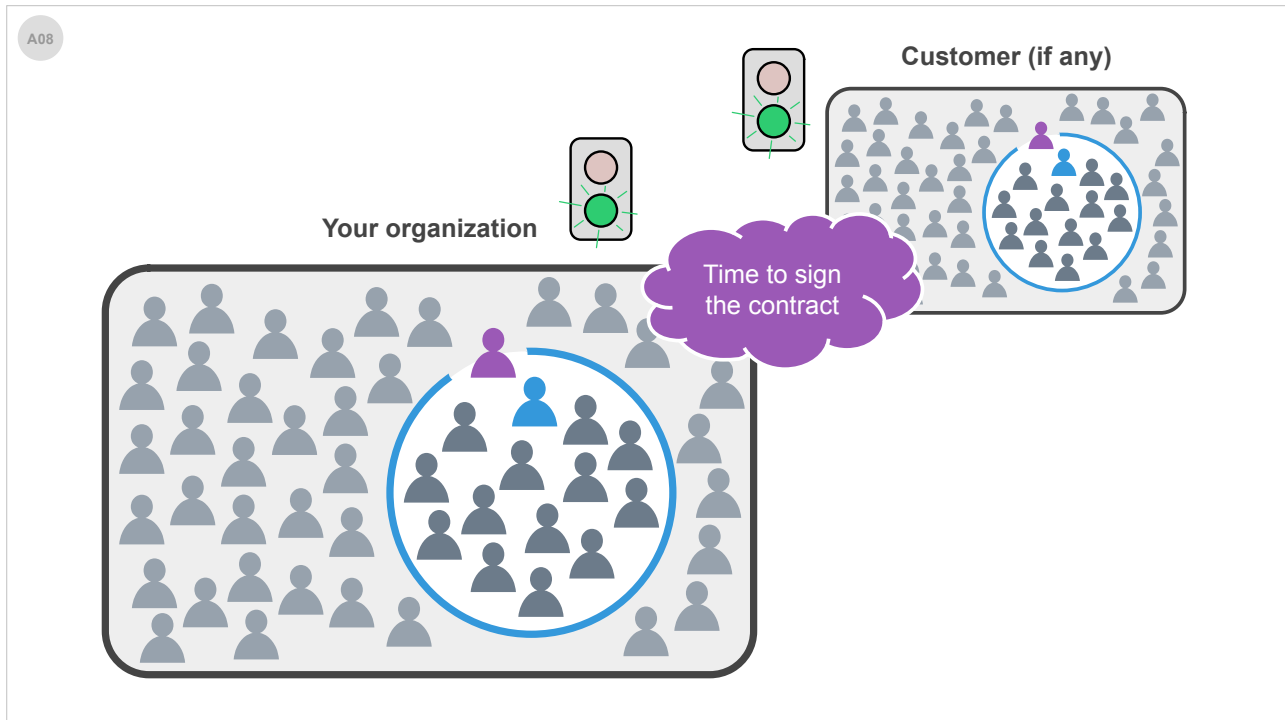 A08
Customer (if any)
Your organization
Time to sign
the contract